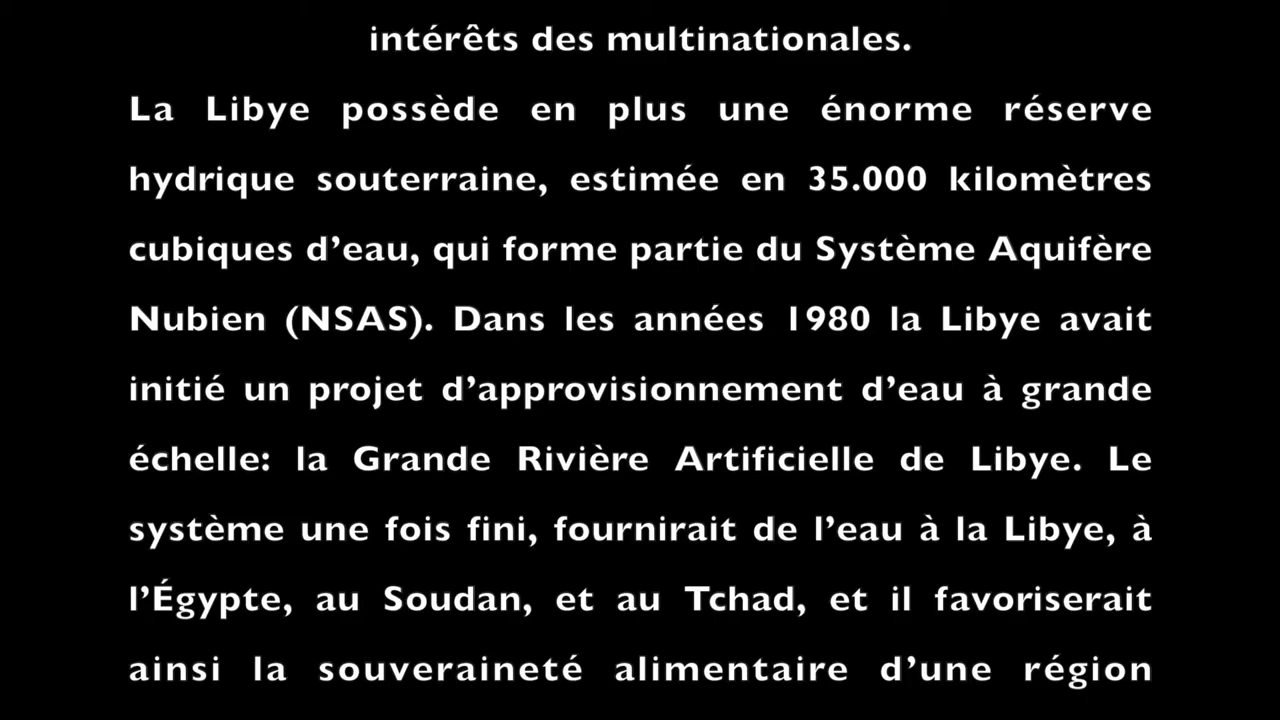 intérêts des multinationales.
La Libye possède en plus une énorme réserve
hydrique souterraine, estimée en 35.000 kilomètres
cubiques d’eau, qui forme partie du Système Aquifère
Nubien (NSAS). Dans les années 1980 la Libye avait
initié un projet d’approvisionnement d’eau à grande
échelle: la Grande Rivière Artificielle de Libye. Le
système une fois fini, fournirait de l’eau à la Libye, à
l’Égypte, au Soudan, et au Tchad, et il favoriserait
ainsi la souveraineté alimentaire d’une région